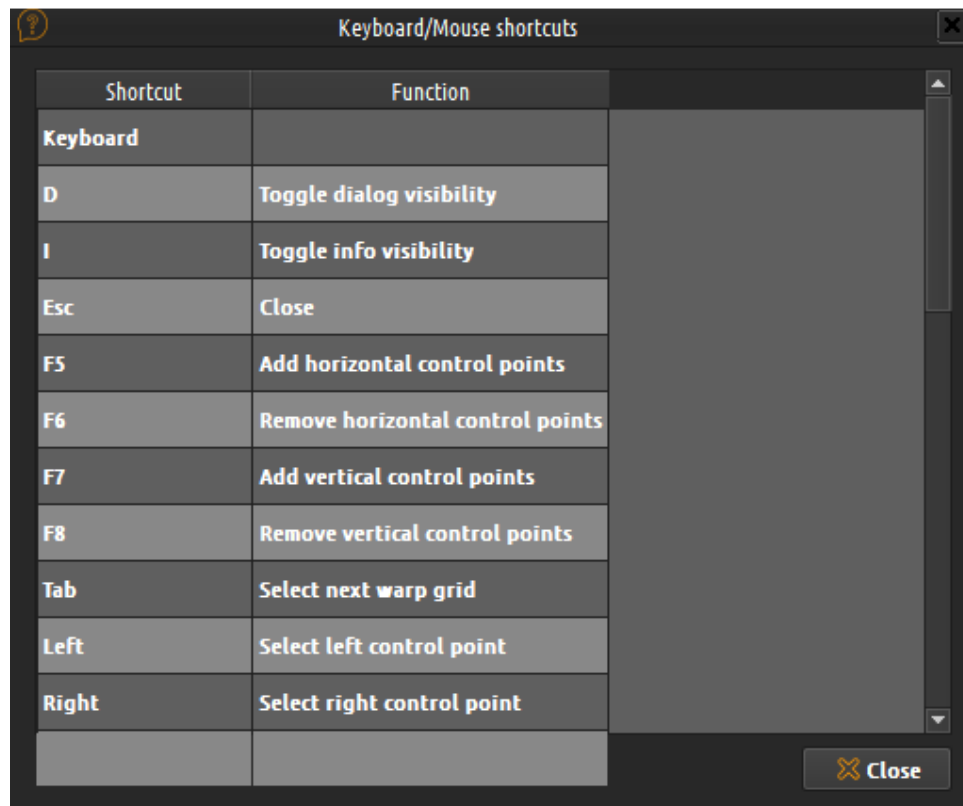 Keyboard/Mouse shortcuts
Shortcut Function
Keyboard
D Toggle dialog visibility
I Toggle info visibility
Esc Close
F5 Add horizontal control points
F6 Remove horizontal control points
F7 Add vertical control points
F8 Remove vertical control points
Tab Select next warp grid
Left Select left control point
Right Select right control point
Close